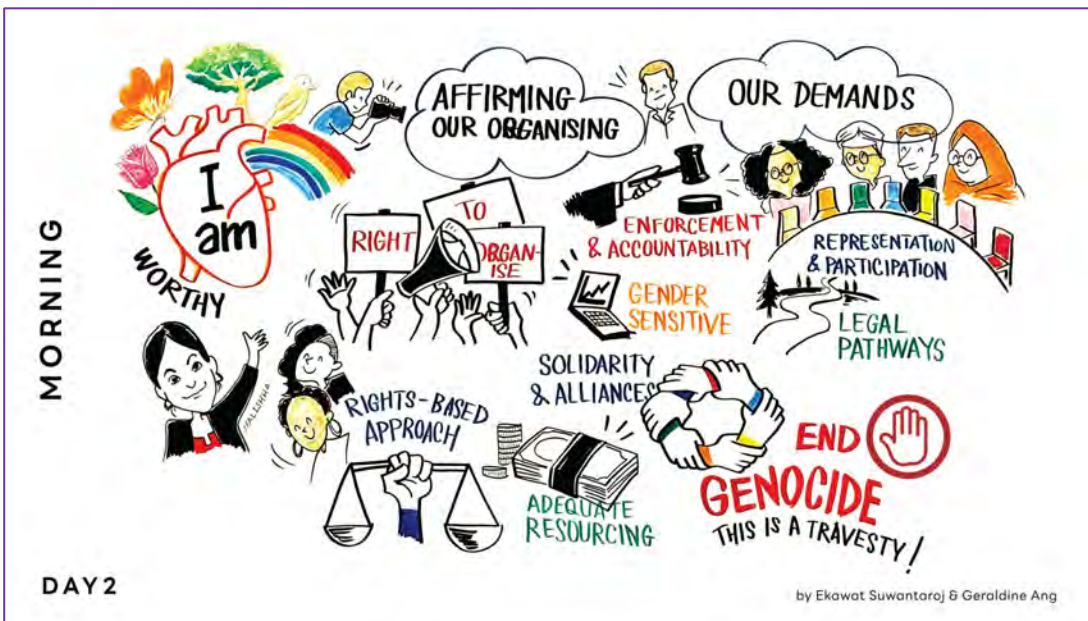 MORNING
DAY 2
I
am
WORTHY
AFFIRMING
OUR ORGANISING
OUR DEMANDS
RIGHT
TO
ORGAN-
ISE
ENFORCEMENT
& ACCOUNTABILITY
REPRESENTATION
& PARTICIPATION
GENDER
SENSITIVE
LEGAL
PATHWAYS
SOLIDARITY
& ALLIANCES
RIGHTS-BASED
APPROACH
ADEQUATE
RESOURCING
END
GENOCIDE
THIS IS A TRAVESTY!
by Ekawat Suwantaroj & Geraldine Ang